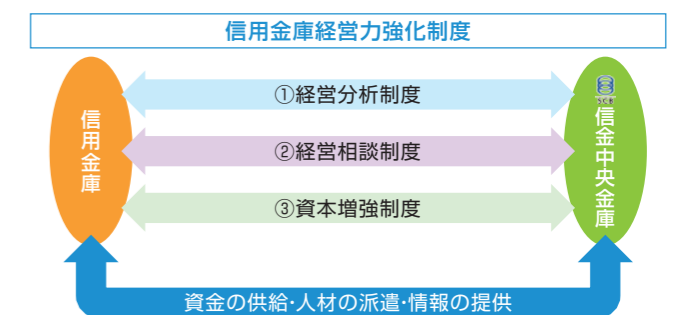 信用金庫経営力強化制度
信用金庫
①経営分析制度
②経営相談制度
③資本増強制度
SCB
信金中央金庫
資金の供給・人材の派遣・情報の提供